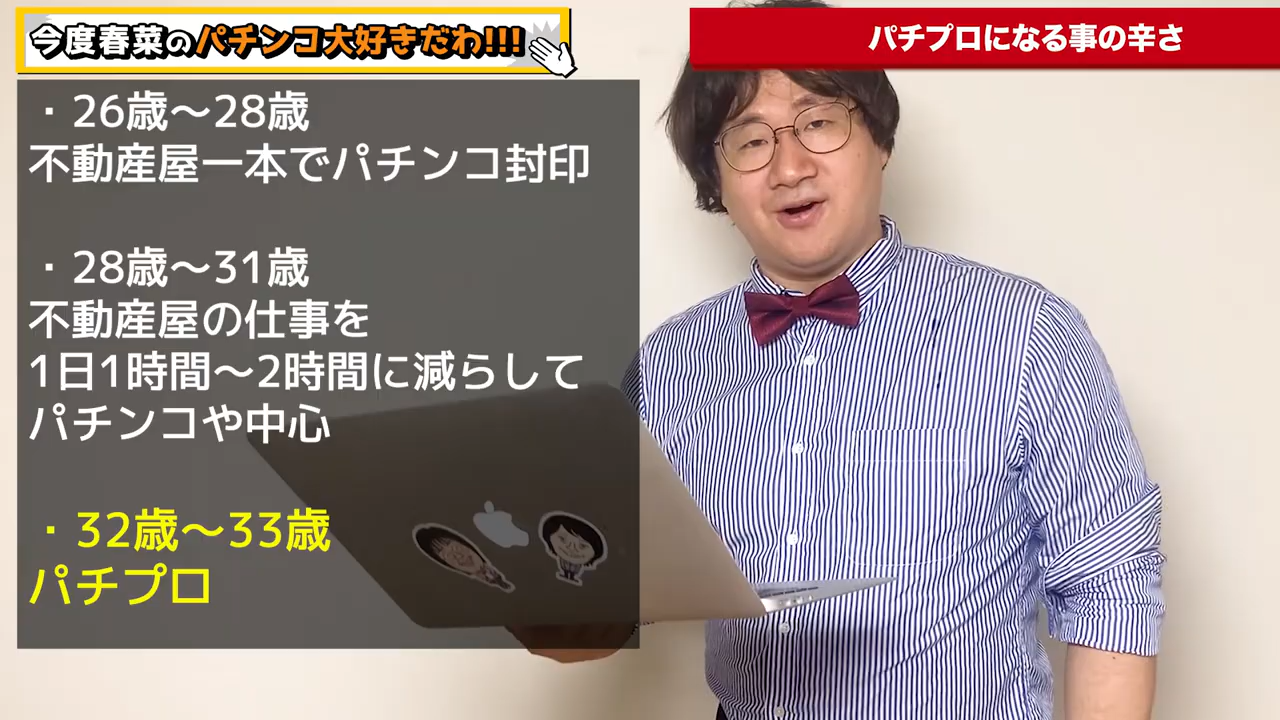 今度春菜のパチンコ大好きだわ!!!
パチプロになる事の辛さ
・26歳〜28歳
不動産屋一本でパチンコ封印
・28歳〜31歳
不動産屋の仕事を
1日1時間〜2時間に減らして
パチンコや中心
・32歳〜33歳
パチプロ